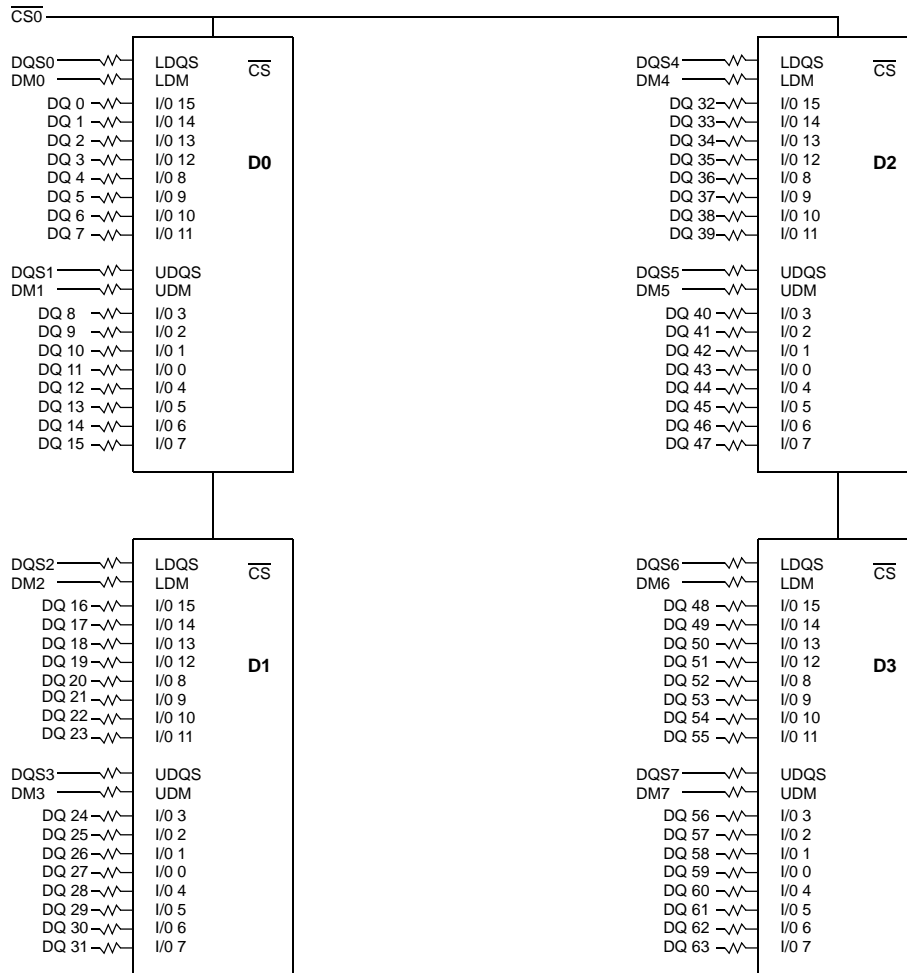 CS0
DQS0 LDQS CS
DM0 LDM
DQ 0 I/0 15
DQ 1 I/0 14
DQ 2 I/0 13
DQ 3 I/0 12 D0
DQ 4 I/0 8
DQ 5 I/0 9
DQ 6 I/0 10
DQ 7 I/0 11
DQS1 UDQS
DM1 UDM
DQ 8 I/0 3
DQ 9 I/0 2
DQ 10 I/0 1
DQ 11 I/0 0
DQ 12 I/0 4
DQ 13 I/0 5
DQ 14 I/0 6
DQ 15 I/0 7
DQS4 LDQS CS
DM4 LDM
DQ 32 I/0 15
DQ 33 I/0 14
DQ 34 I/0 13
DQ 35 I/0 12 D2
DQ 36 I/0 8
DQ 37 I/0 9
DQ 38 I/0 10
DQ 39 I/0 11
DQS5 UDQS
DM5 UDM
DQ 40 I/0 3
DQ 41 I/0 2
DQ 42 I/0 1
DQ 43 I/0 0
DQ 44 I/0 4
DQ 45 I/0 5
DQ 46 I/0 6
DQ 47 I/0 7
DQS2 LDQS CS
DM2 LDM
DQ 16 I/0 15
DQ 17 I/0 14
DQ 18 I/0 13
DQ 19 I/0 12 D1
DQ 20 I/0 8
DQ 21 I/0 9
DQ 22 I/0 10
DQ 23 I/0 11
DQS3 UDQS
DM3 UDM
DQ 24 I/0 3
DQ 25 I/0 2
DQ 26 I/0 1
DQ 27 I/0 0
DQ 28 I/0 4
DQ 29 I/0 5
DQ 30 I/0 6
DQ 31 I/0 7
DQS6 LDQS CS
DM6 LDM
DQ 48 I/0 15
DQ 49 I/0 14
DQ 50 I/0 13
DQ 51 I/0 12 D3
DQ 52 I/0 8
DQ 53 I/0 9
DQ 54 I/0 10
DQ 55 I/0 11
DQS7 UDQS
DM7 UDM
DQ 56 I/0 3
DQ 57 I/0 2
DQ 58 I/0 1
DQ 59 I/0 0
DQ 60 I/0 4
DQ 61 I/0 5
DQ 62 I/0 6
DQ 63 I/0 7